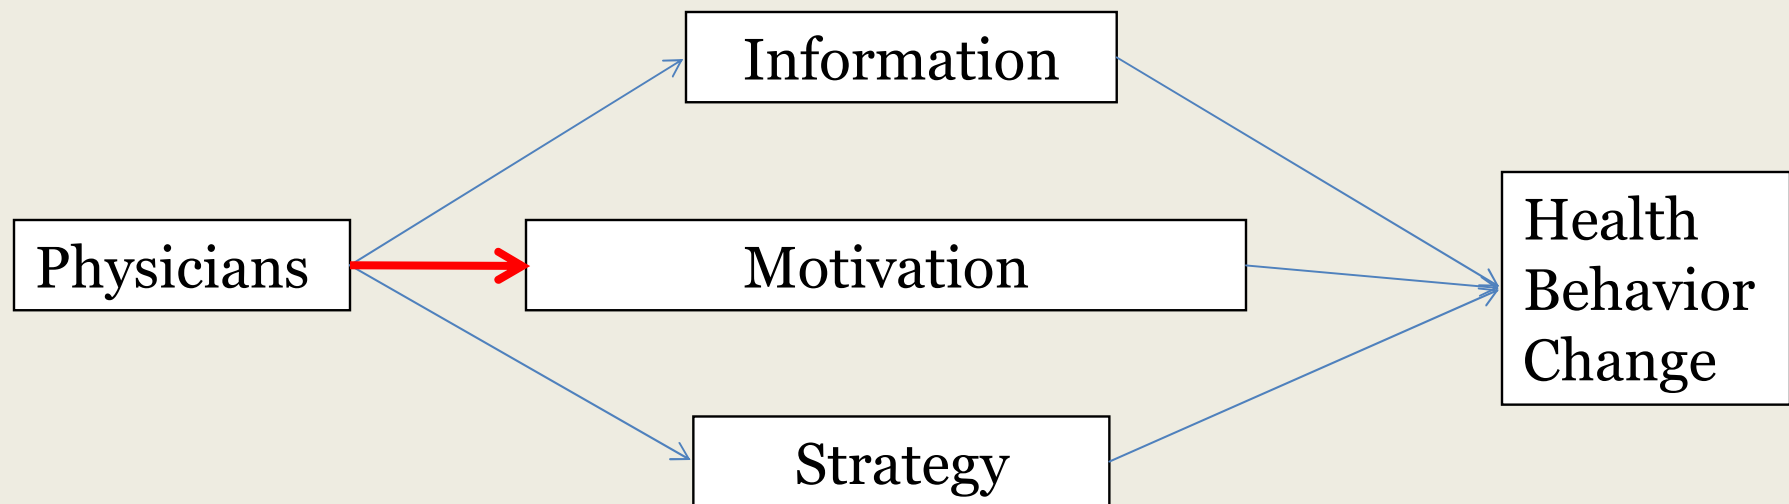 Information
Physicians
Motivation
Health
Behavior
Change
Strategy